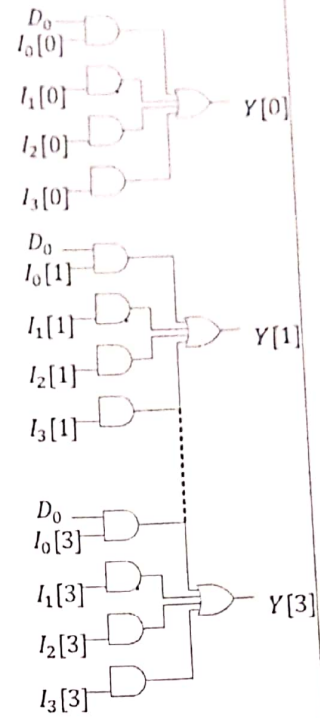 D₀
I₀[0]
I₁[0]
Y[0]
I₂[0]
I₃[0]
D₀
I₀[1]
I₁[1]
Y[1]
I₂[1]
I₃[1]
D₀
I₀[3]
I₁[3]
Y[3]
I₂[3]
I₃[3]